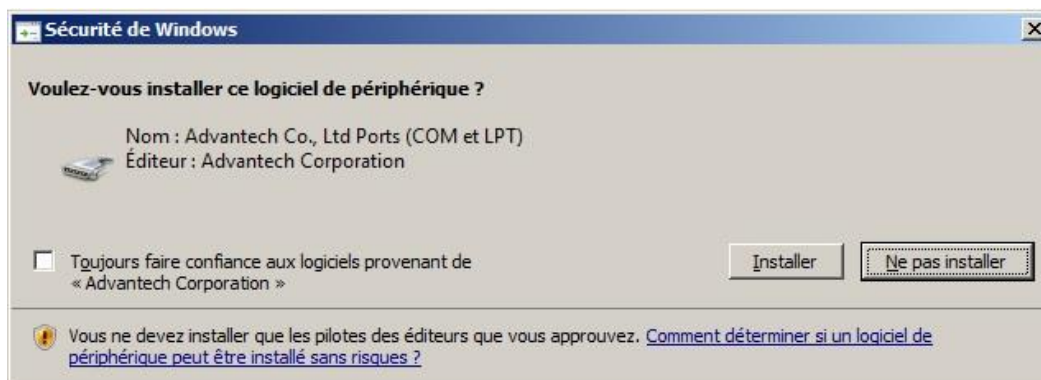 Sécurité de Windows
Voulez-vous installer ce logiciel de périphérique ?
Nom : Advantech Co., Ltd Ports (COM et LPT)
Éditeur : Advantech Corporation
Toujours faire confiance aux logiciels provenant de
« Advantech Corporation »
Installer
Ne pas installer
Vous ne devez installer que les pilotes des éditeurs que vous approuvez. Comment déterminer si un logiciel de
périphérique peut être installé sans risques ?